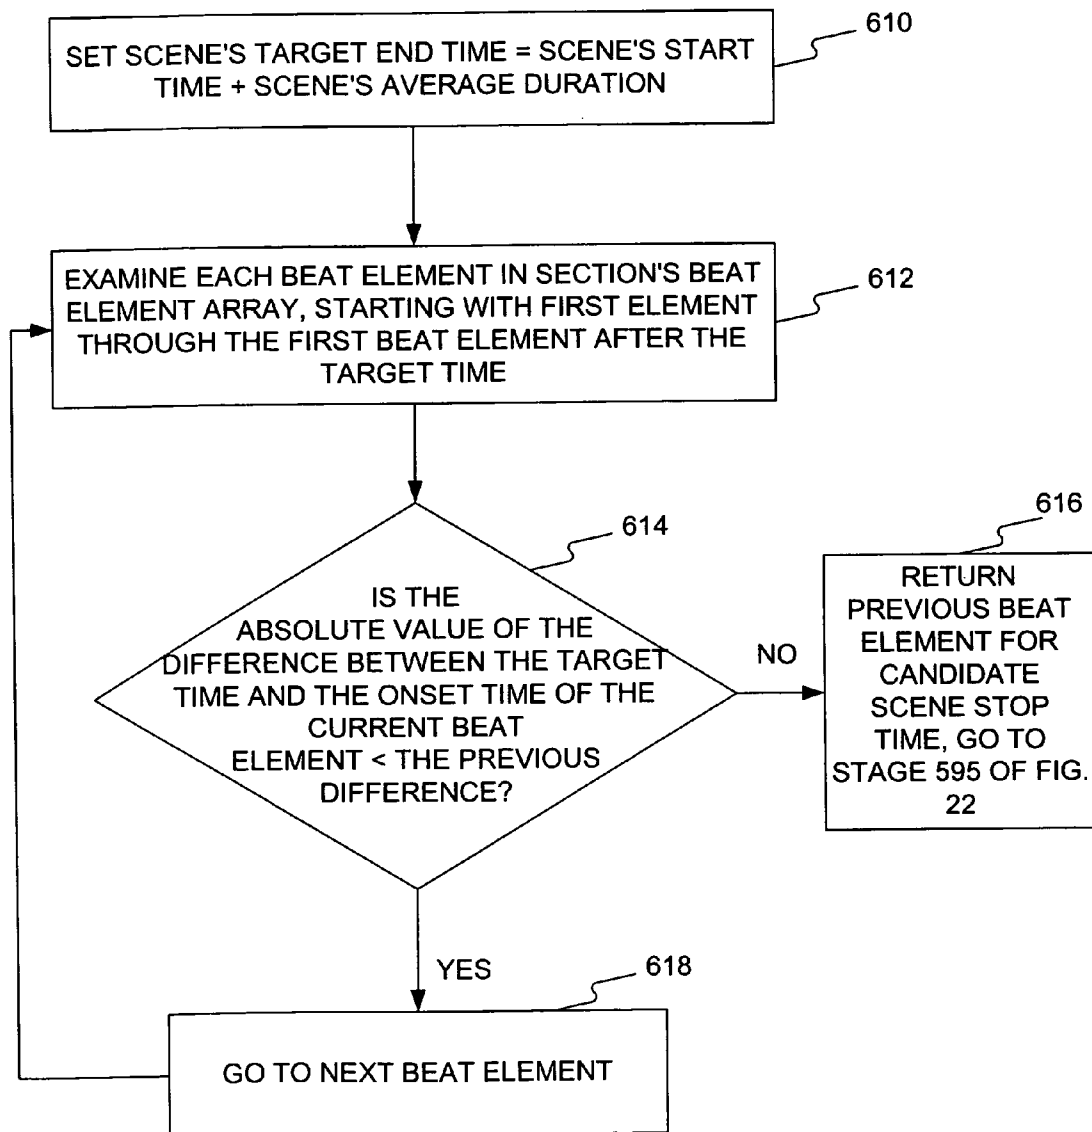 610
SET SCENE'S TARGET END TIME = SCENE'S START
TIME + SCENE'S AVERAGE DURATION
612
EXAMINE EACH BEAT ELEMENT IN SECTION'S BEAT
ELEMENT ARRAY, STARTING WITH FIRST ELEMENT
THROUGH THE FIRST BEAT ELEMENT AFTER THE
TARGET TIME
614
IS THE
ABSOLUTE VALUE OF THE
DIFFERENCE BETWEEN THE TARGET
TIME AND THE ONSET TIME OF THE
CURRENT BEAT
ELEMENT < THE PREVIOUS
DIFFERENCE?
NO
616
RETURN
PREVIOUS BEAT
ELEMENT FOR
CANDIDATE
SCENE STOP
TIME, GO TO
STAGE 595 OF FIG.
22
YES
618
GO TO NEXT BEAT ELEMENT